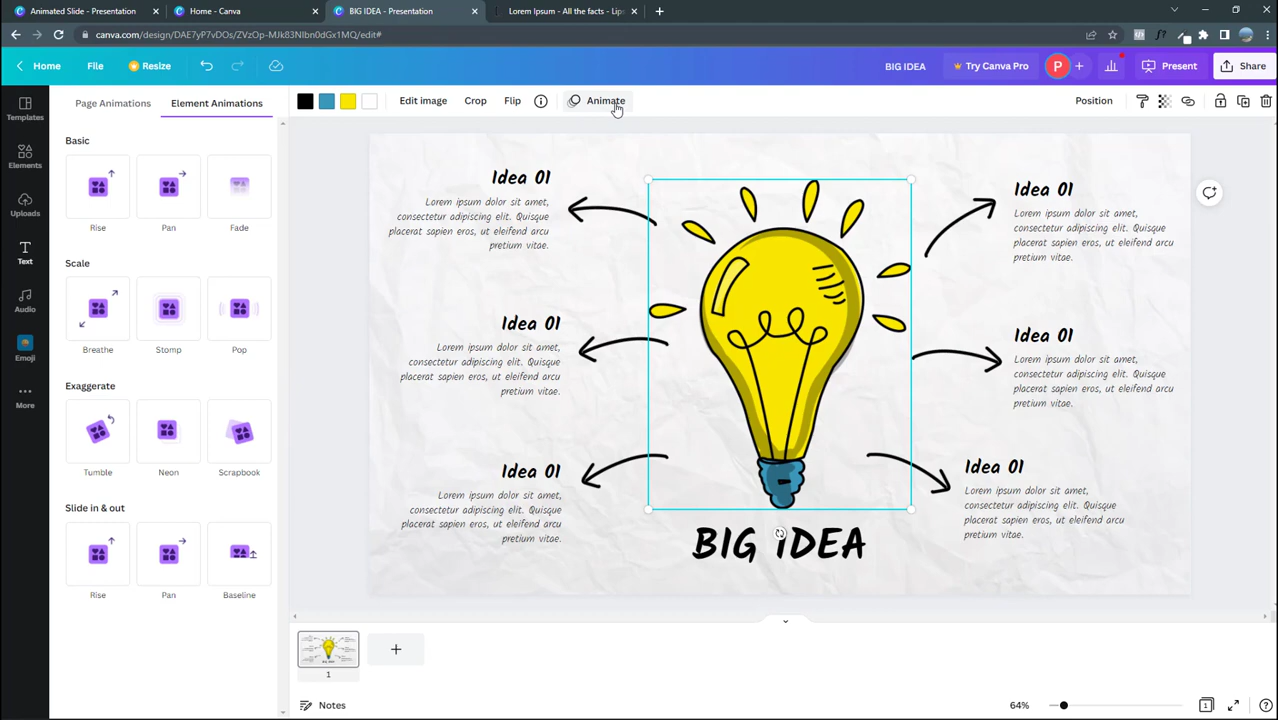 Animated Slide - Presentation
Home - Canva
BIG IDEA - Presentation
Lorem Ipsum - All the facts - Lips
canva.com/design/DAE7yP7vDOs/ZVzOp-MJk83NIbn0dGx1MQ/edit#
Home
File
Resize
BIG IDEA
Try Canva Pro
P
Present
Share
Templates
Elements
Uploads
Text
Audio
Emoji
More
Page Animations
Element Animations
Edit image
Crop
Flip
Animate
Position
Basic
Rise
Pan
Fade
Scale
Breathe
Stomp
Pop
Exaggerate
Tumble
Neon
Scrapbook
Slide in & out
Rise
Pan
Baseline
Idea 01
Lorem ipsum dolor sit amet,
consectetur adipiscing elit. Quisque
placerat sapien eros, ut eleifend arcu
pretium vitae.
Idea 01
Lorem ipsum dolor sit amet,
consectetur adipiscing elit. Quisque
placerat sapien eros, ut eleifend arcu
pretium vitae.
Idea 01
Lorem ipsum dolor sit amet,
consectetur adipiscing elit. Quisque
placerat sapien eros, ut eleifend arcu
pretium vitae.
Idea 01
Lorem ipsum dolor sit amet,
consectetur adipiscing elit. Quisque
placerat sapien eros, ut eleifend arcu
pretium vitae.
Idea 01
Lorem ipsum dolor sit amet,
consectetur adipiscing elit. Quisque
placerat sapien eros, ut eleifend arcu
pretium vitae.
Idea 01
Lorem ipsum dolor sit amet,
consectetur adipiscing elit. Quisque
placerat sapien eros, ut eleifend arcu
pretium vitae.
BIG IDEA
1
Notes
64%
1